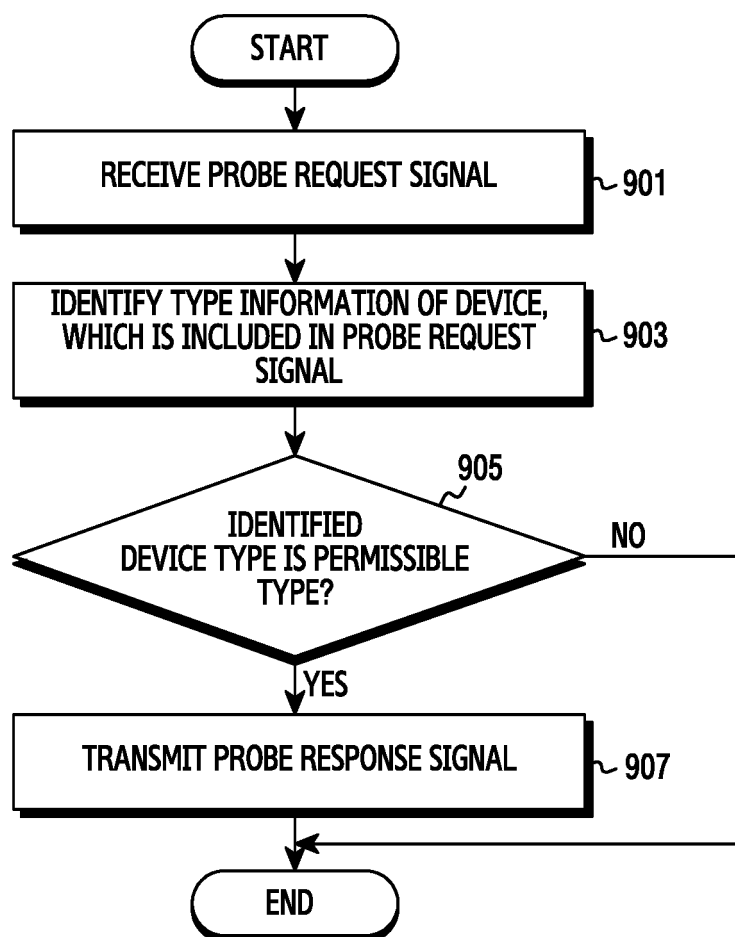 START
RECEIVE PROBE REQUEST SIGNAL
901
IDENTIFY TYPE INFORMATION OF DEVICE,
WHICH IS INCLUDED IN PROBE REQUEST
SIGNAL
903
905
IDENTIFIED
DEVICE TYPE IS PERMISSIBLE
TYPE?
NO
YES
TRANSMIT PROBE RESPONSE SIGNAL
907
END